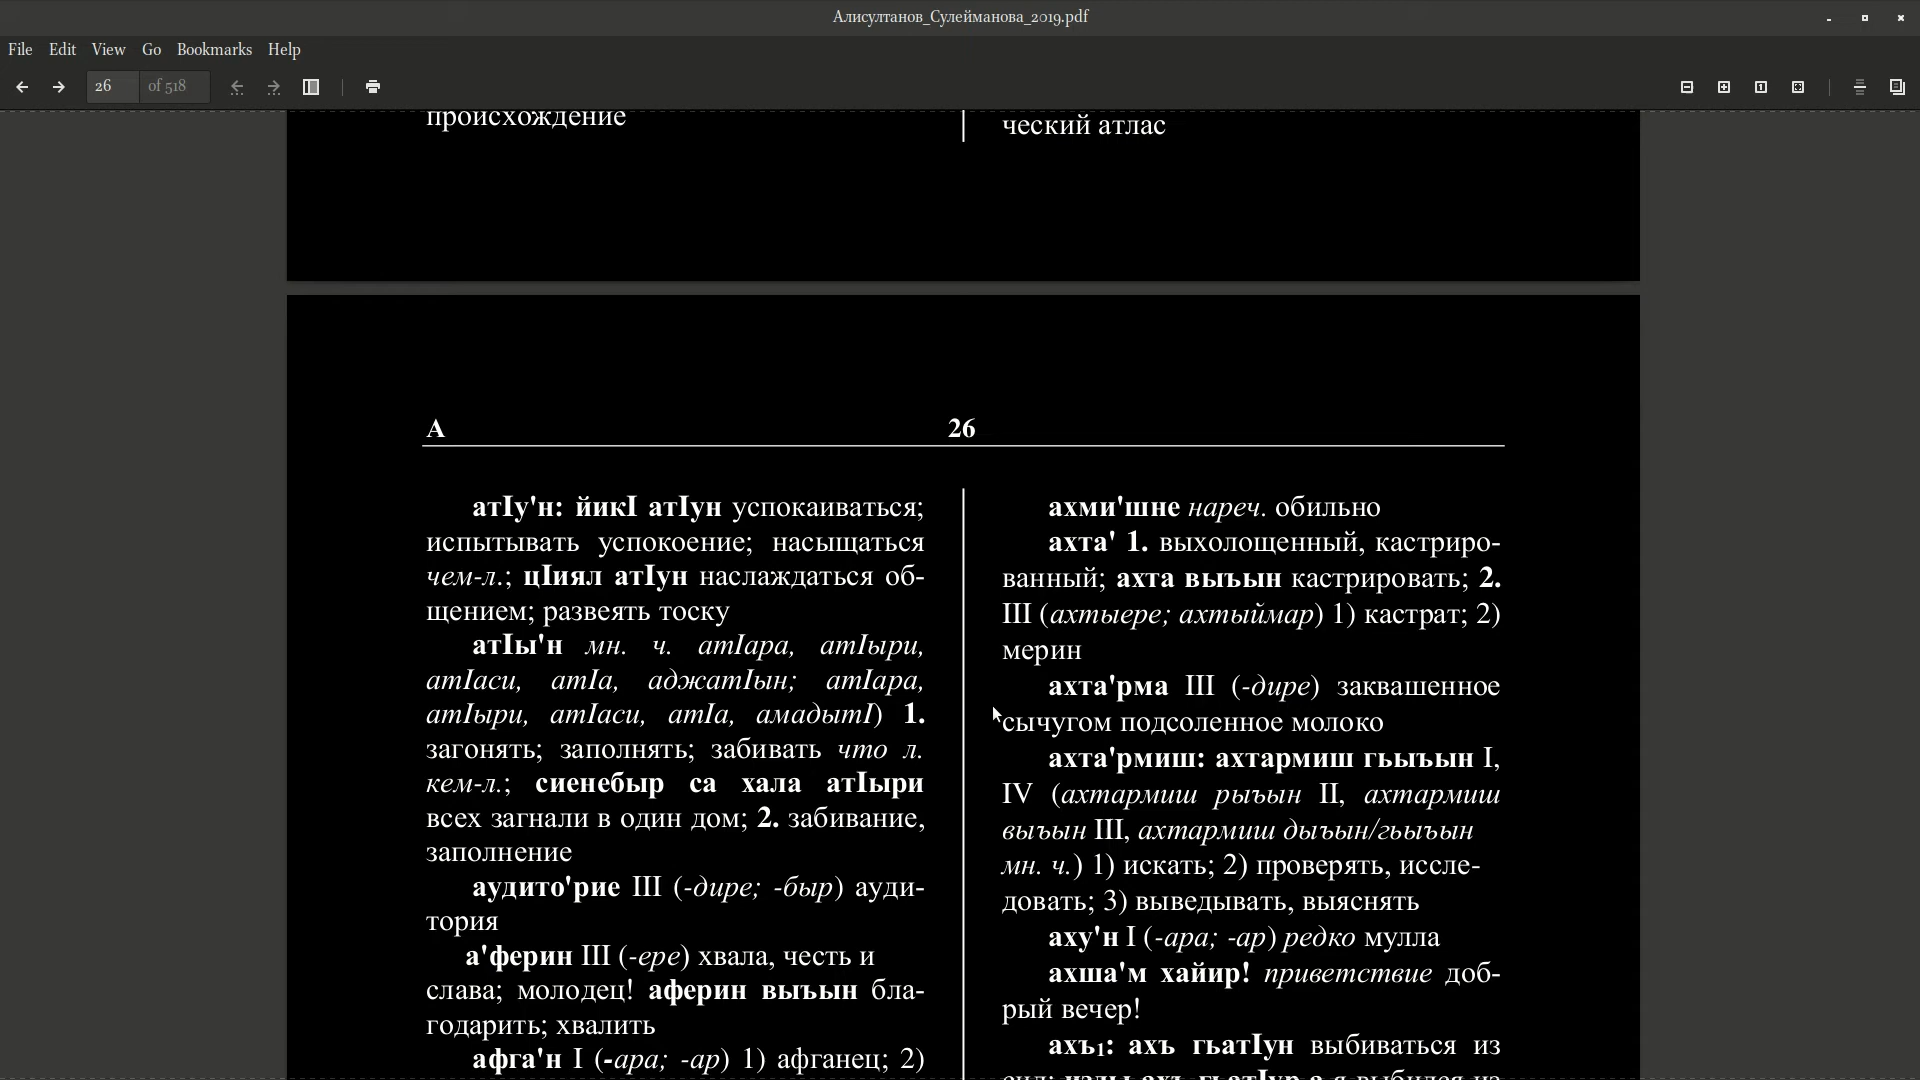 Алисултанов_Сулейманова_2019.pdf
File Edit View Go Bookmarks Help
26 of 518
происхождение
ческий атлас
А 26
атIу'н: йикI атIун успокаиваться;
испытывать успокоение; насыщаться
чем-л.; цIиял атIун наслаждаться об-
щением; развеять тоску
атIы'н мн. ч. атIара, атIыри,
атIаси, атIа, аджатIын; атIара,
атIыри, атIаси, атIа, амадытI) 1.
загонять; заполнять; забивать что л.
кем-л.; сиенебыр са хала атIыри
всех загнали в один дом; 2. забивание,
заполнение
аудито'рие III (-дире; -быр) ауди-
тория
а'ферин III (-ере) хвала, честь и
слава; молодец! аферин выъын бла-
годарить; хвалить
афга'н I (-ара; -ар) 1) афганец; 2)
ахми'шне нареч. обильно
ахта' 1. выхолощенный, кастриро-
ванный; ахта выъын кастрировать; 2.
III (ахтыере; ахтыймар) 1) кастрат; 2)
мерин
ахта'рма III (-дире) заквашенное
сычугом подсоленное молоко
ахта'рмиш: ахтармиш гьыъын I,
IV (ахтармиш рыъын II, ахтармиш
выъын III, ахтармиш дыъын/гьыъын
мн. ч.) 1) искать; 2) проверять, иссле-
довать; 3) выведывать, выяснять
аху'н I (-ара; -ар) редко мулла
ахша'м хайир! приветствие доб-
рый вечер!
ахъ₁: ахъ гьатIун выбиваться из